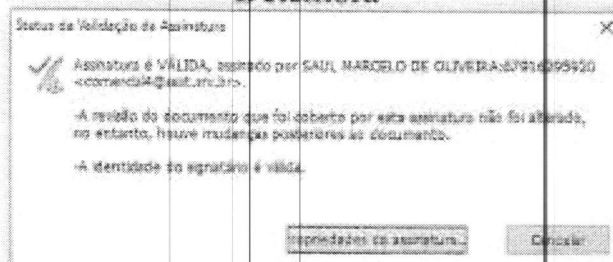 Status da Validação da Assinatura
Assinatura é VÁLIDA, assinado por SAUL MARCELO DE OLIVEIRA:
-A revisão do documento que foi coberto por esta assinatura não foi alterada,
no entanto, houve mudanças posteriores ao documento.
-A identidade do signatário é válida.
Propriedades da assinatura...
Cancelar